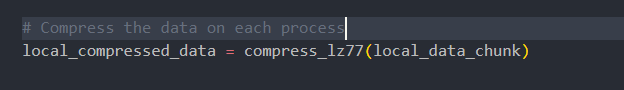 # Compress the data on each process
local_compressed_data = compress_lz77(local_data_chunk)